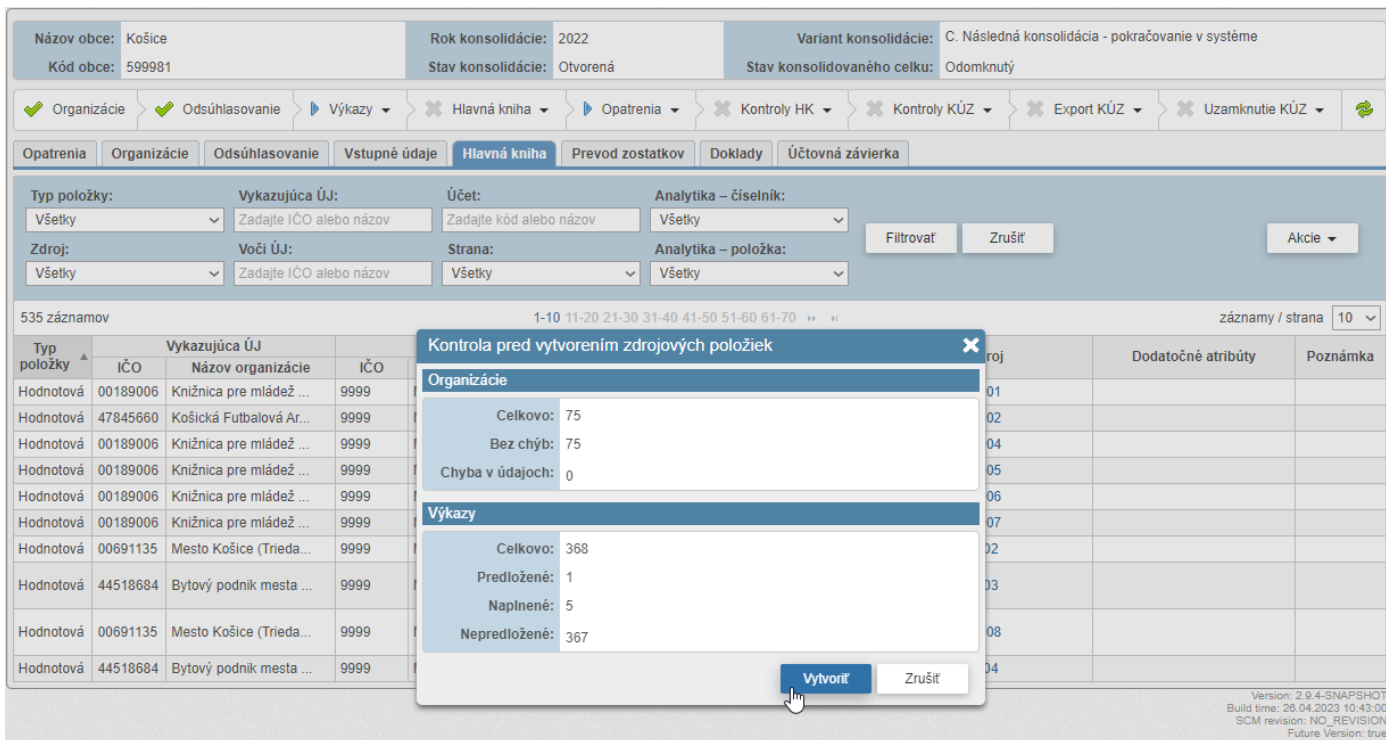 Názov obce: Košice Rok konsolidácie: 2022 Variant konsolidácie: C. Následná konsolidácia - pokračovanie v systéme
Kód obce: 599981 Stav konsolidácie: Otvorená Stav konsolidovaného celku: Odomknutý
Organizácie Odsúhlasovanie Výkazy Hlavná kniha Opatrenia Kontroly HK Kontroly KÚZ Export KÚZ Uzamknutie KÚZ
Opatrenia Organizácie Odsúhlasovanie Vstupné údaje Hlavná kniha Prevod zostatkov Doklady Účtovná závierka
Typ položky: Vykazujúca ÚJ: Účet: Analytika – číselník:
Všetky Zadajte IČO alebo názov Zadajte kód alebo názov Všetky
Filtrovať Zrušiť Akcie
Zdroj: Voči ÚJ: Strana: Analytika – položka:
Všetky Zadajte IČO alebo názov Všetky Všetky
535 záznamov 1-10 11-20 21-30 31-40 41-50 51-60 61-70 záznamy / strana 10
Typ položky Vykazujúca ÚJ Dodatočné atribúty Poznámka
IČO Názov organizácie IČO
Hodnotová 00189006 Knižnica pre mládež ... 9999 01
Hodnotová 47845660 Košická Futbalová Ar... 9999 02
Hodnotová 00189006 Knižnica pre mládež ... 9999 04
Hodnotová 00189006 Knižnica pre mládež ... 9999 05
Hodnotová 00189006 Knižnica pre mládež ... 9999 06
Hodnotová 00189006 Knižnica pre mládež ... 9999 07
Hodnotová 00691135 Mesto Košice (Trieda... 9999 02
Hodnotová 44518684 Bytový podnik mesta ... 9999 03
Hodnotová 00691135 Mesto Košice (Trieda... 9999 08
Hodnotová 44518684 Bytový podnik mesta ... 9999 04
Kontrola pred vytvorením zdrojových položiek
Organizácie
Celkovo: 75
Bez chýb: 75
Chyba v údajoch: 0
Výkazy
Celkovo: 368
Predložené: 1
Naplnené: 5
Nepredložené: 367
Vytvoriť Zrušiť
Version: 2.9.4-SNAPSHOT
Build time: 26.04.2023 10:43:00
SCM revision: NO_REVISION
Future Version: true